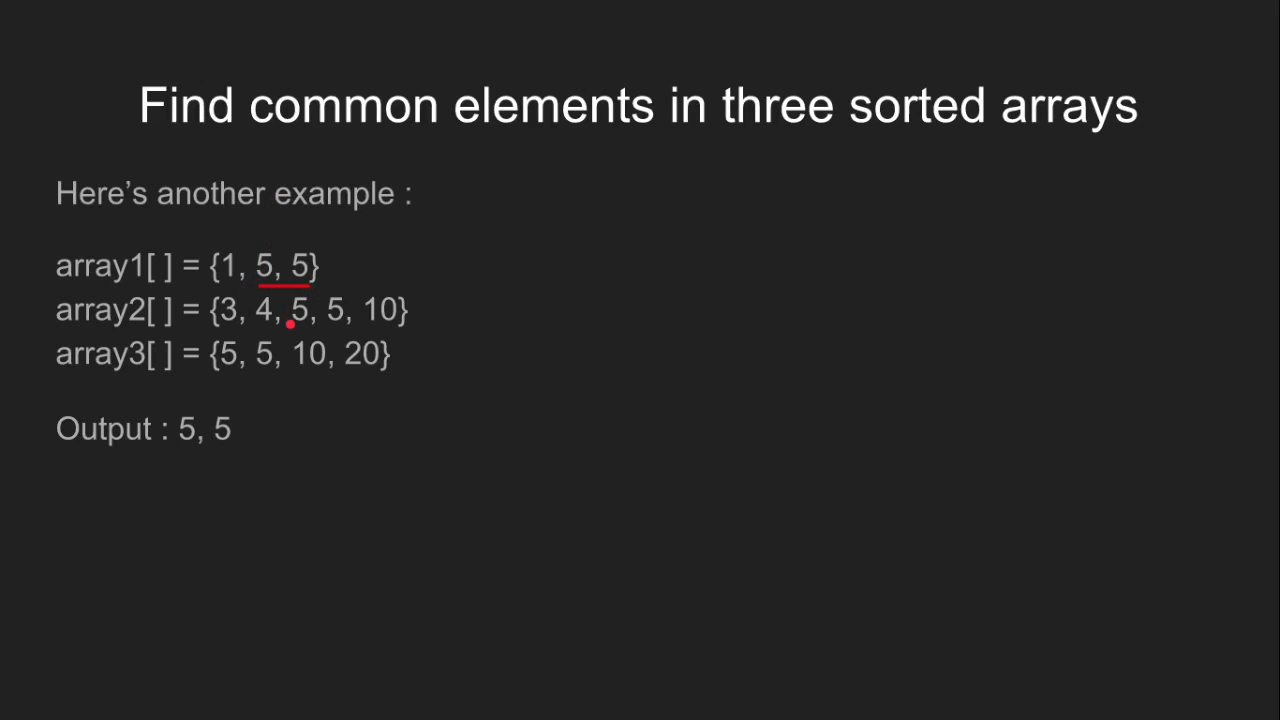 Find common elements in three sorted arrays
Here’s another example :
array1[ ] = {1, 5, 5}
array2[ ] = {3, 4, 5, 5, 10}
array3[ ] = {5, 5, 10, 20}
Output : 5, 5